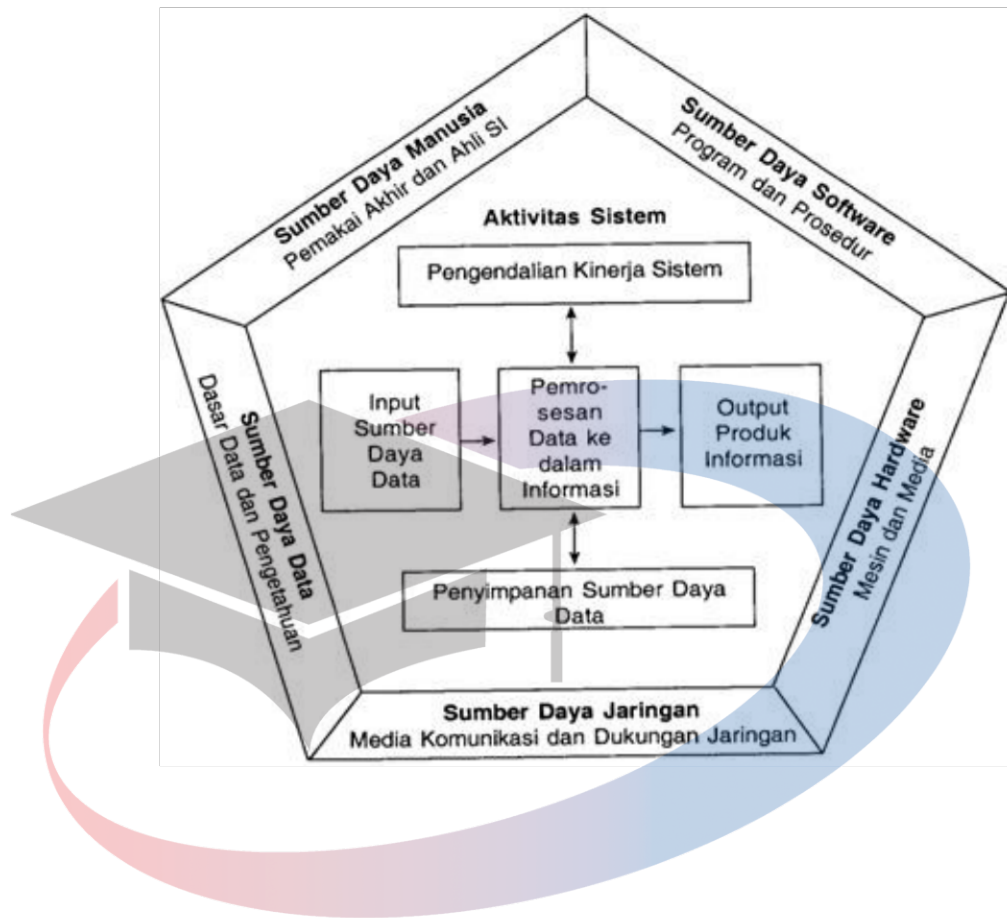 Sumber Daya Manusia
Pemakai Akhir dan Ahli SI
Sumber Daya Software
Program dan Prosedur
Aktivitas Sistem
Pengendalian Kinerja Sistem
Input
Sumber
Daya
Data
Pemro-
sesan
Data ke
dalam
Informasi
Output
Produk
Informasi
Penyimpanan Sumber Daya
Data
Sumber Daya Data
Dasar Data dan Pengetahuan
Sumber Daya Hardware
Mesin dan Media
Sumber Daya Jaringan
Media Komunikasi dan Dukungan Jaringan